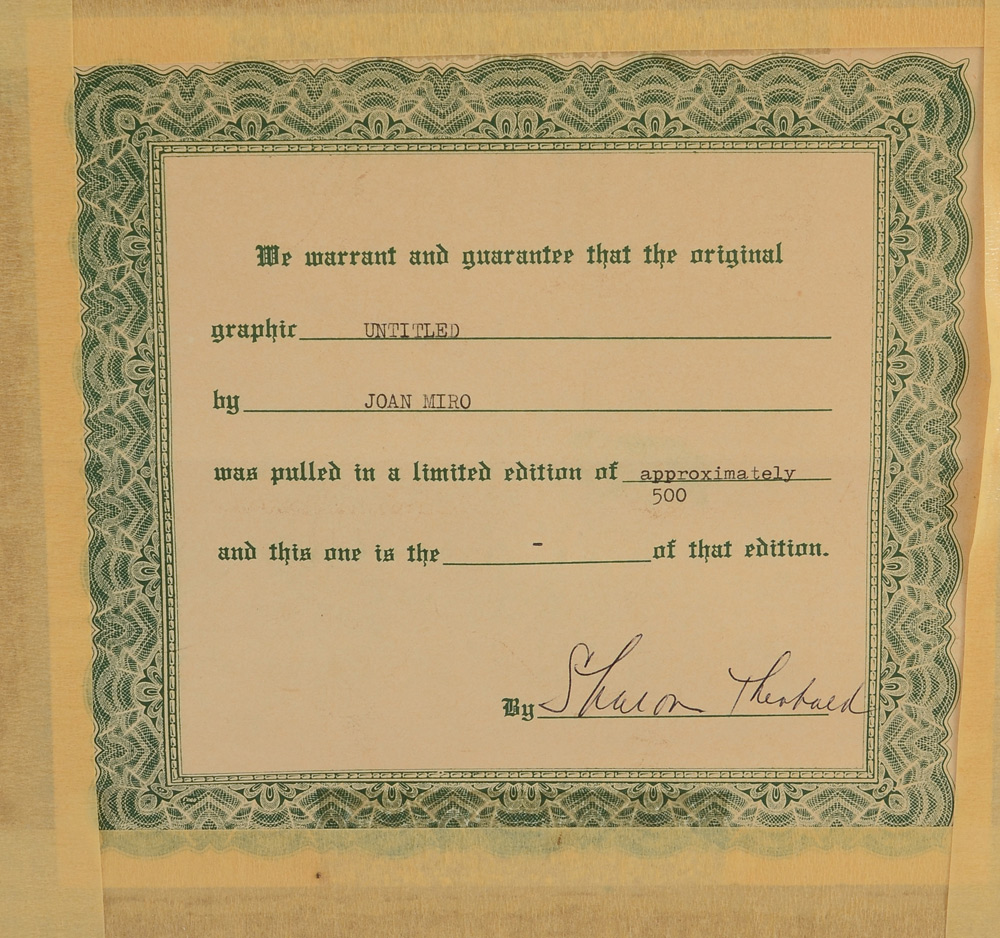 We warrant and guarantee that the original
graphic UNTITLED
by JOAN MIRO
was pulled in a limited edition of approximately
500
and this one is the - of that edition.
By Sharon Theobald